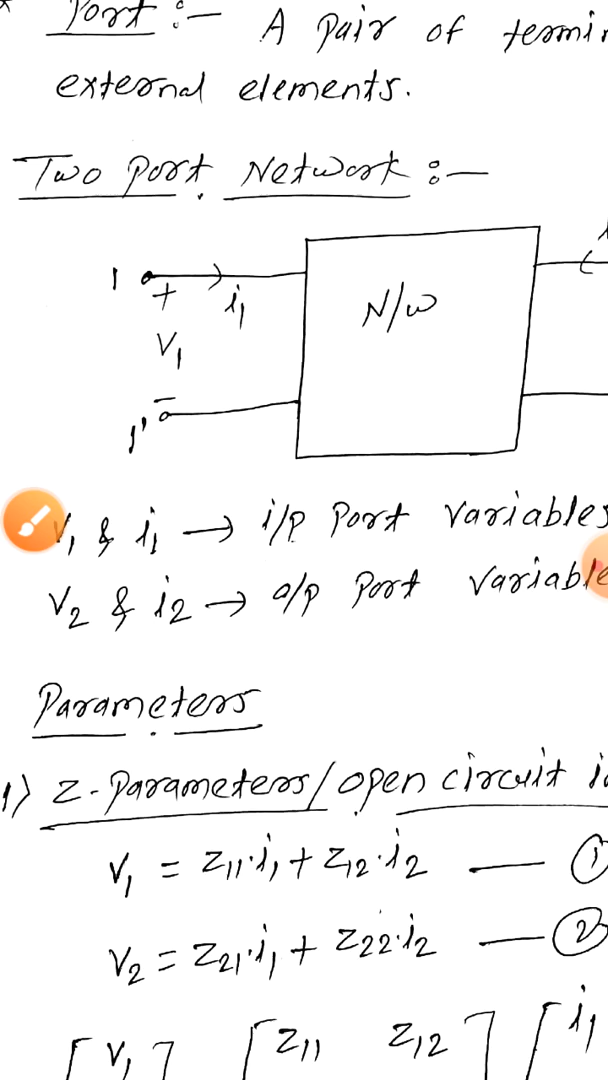 Port :- A pair of
external elements.
Two Port Network :-
1 + i1 N/W
V1
1' -
V1 & i1 → i/p Port Variables
V2 & i2 → o/p Port Variable
Parameters
1) Z-Parameters/open circuit
V1 = Z11·i1 + Z12·i2 — ①
V2 = Z21·i1 + Z22·i2 — ②
[V1] [Z11 Z12] [i1